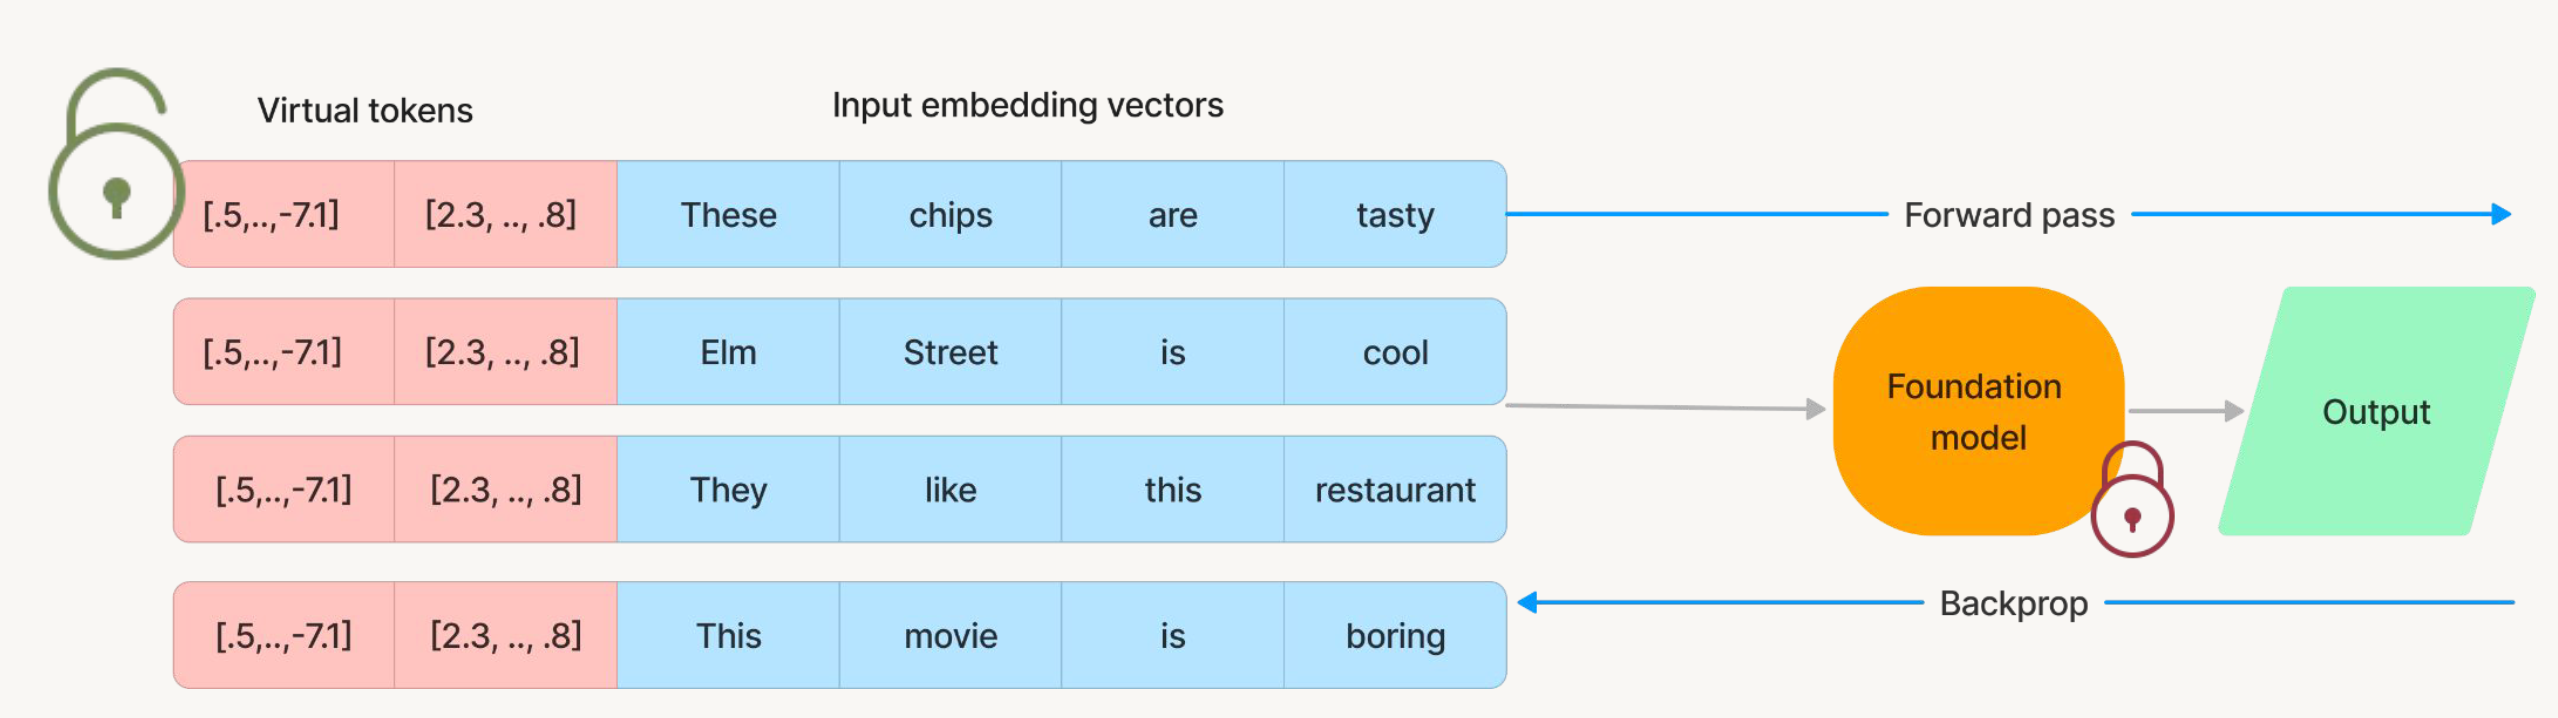 Virtual tokens
Input embedding vectors
[.5,..,-7.1] [2.3, .., .8] These chips are tasty
Forward pass
[.5,..,-7.1] [2.3, .., .8] Elm Street is cool
Foundation
model
Output
[.5,..,-7.1] [2.3, .., .8] They like this restaurant
Backprop
[.5,..,-7.1] [2.3, .., .8] This movie is boring